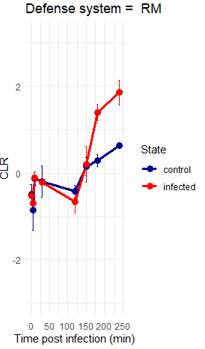 Defense system = RM
CLR
2
0
-2
0 50 100 150 200 250
Time post infection (min)
State
control
infected